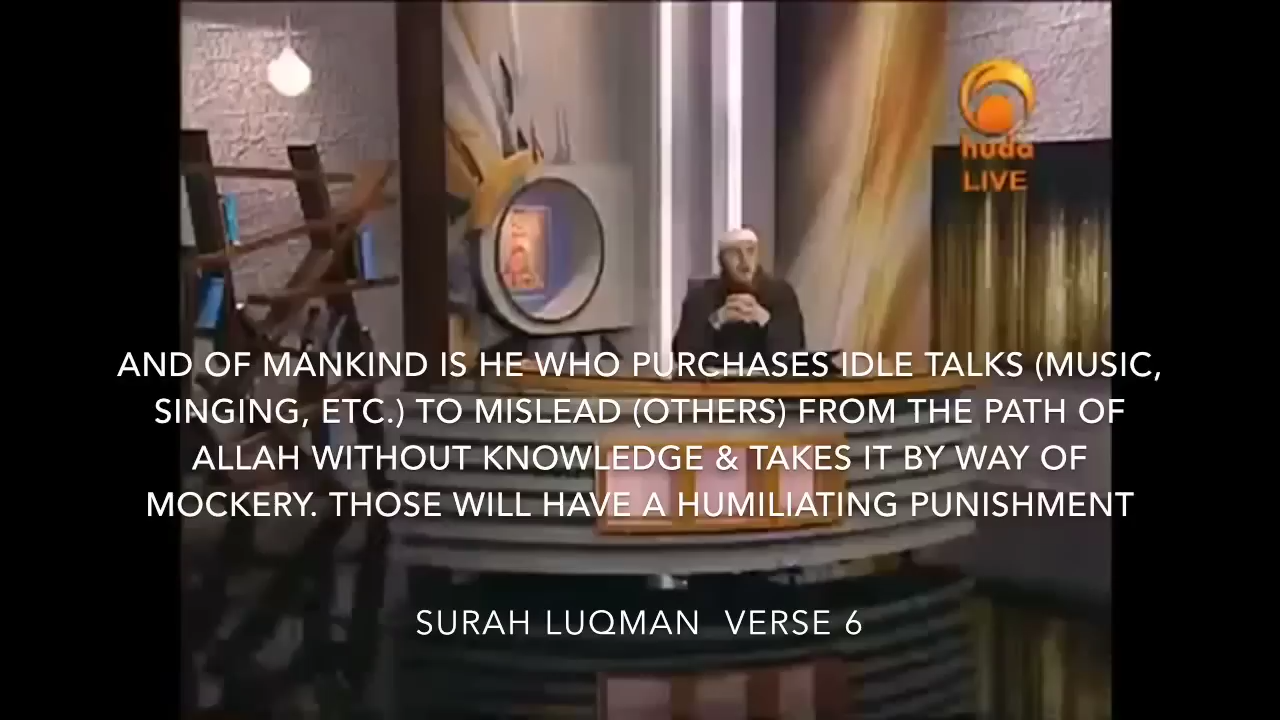 huda
LIVE
AND OF MANKIND IS HE WHO PURCHASES IDLE TALKS (MUSIC,
SINGING, ETC.) TO MISLEAD (OTHERS) FROM THE PATH OF
ALLAH WITHOUT KNOWLEDGE & TAKES IT BY WAY OF
MOCKERY. THOSE WILL HAVE A HUMILIATING PUNISHMENT
SURAH LUQMAN VERSE 6